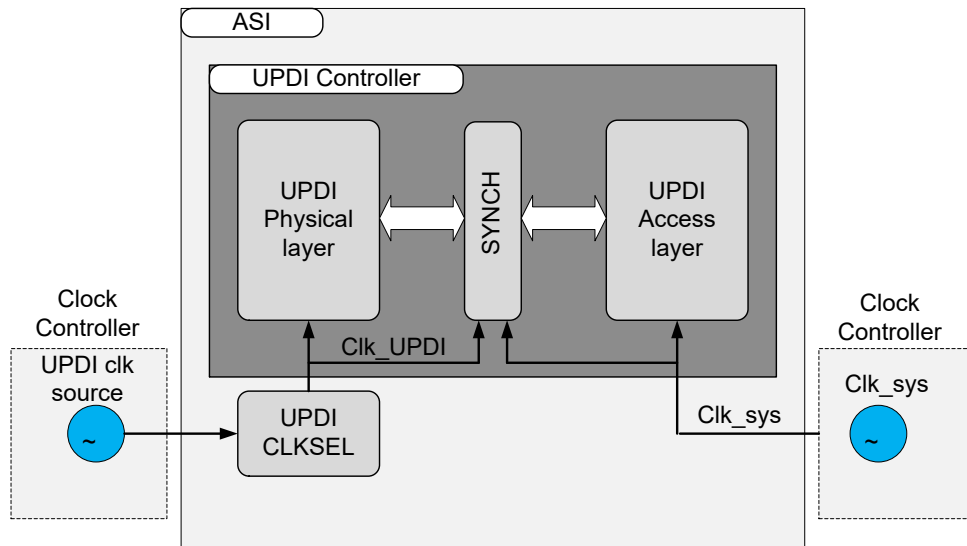 ASI
UPDI Controller
UPDI
Physical
layer
SYNCH
UPDI
Access
layer
Clock
Controller
UPDI clk
source
~
Clk_UPDI
UPDI
CLKSEL
Clk_sys
Clock
Controller
Clk_sys
~